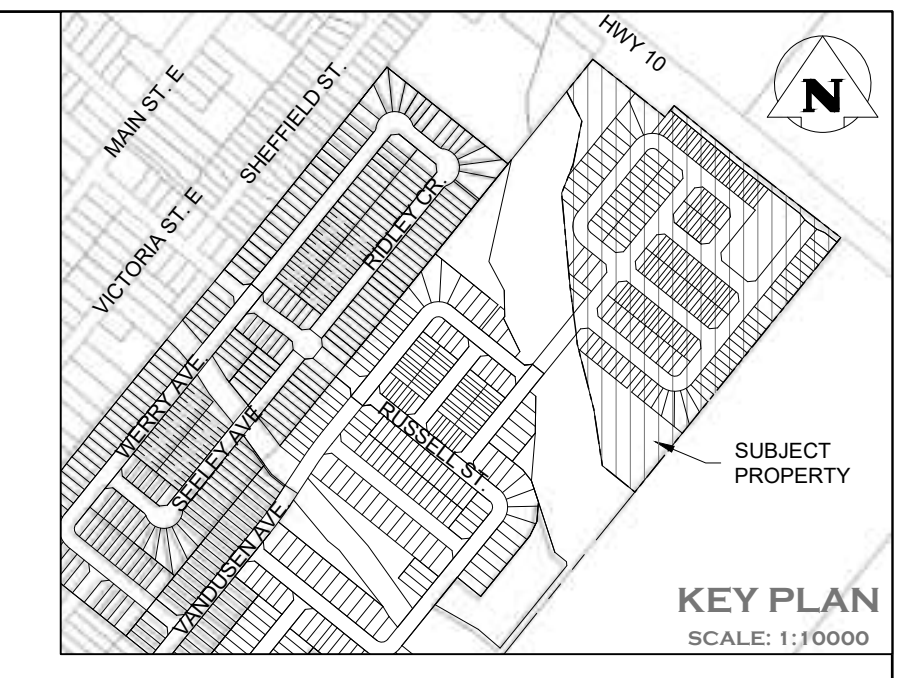 HWY 10
N
MAIN ST. E
SHEFFIELD ST.
VICTORIA ST. E
RIDLEY CR.
WERRY AVE.
SEELEY AVE.
RUSSELL ST.
VANDUSEN AVE.
SUBJECT
PROPERTY
KEY PLAN
SCALE: 1:10000